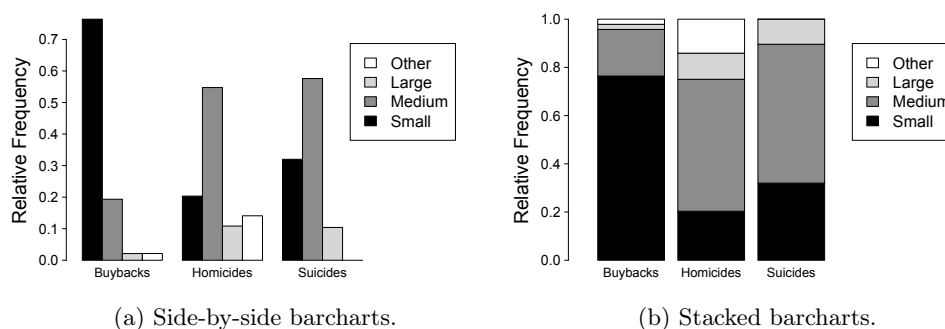 Relative Frequency
0.7
0.6
0.5
0.4
0.3
0.2
0.1
0.0
Other
Large
Medium
Small
Buybacks Homicides Suicides
(a) Side-by-side barcharts.
Relative Frequency
1.0
0.8
0.6
0.4
0.2
0.0
Other
Large
Medium
Small
Buybacks Homicides Suicides
(b) Stacked barcharts.